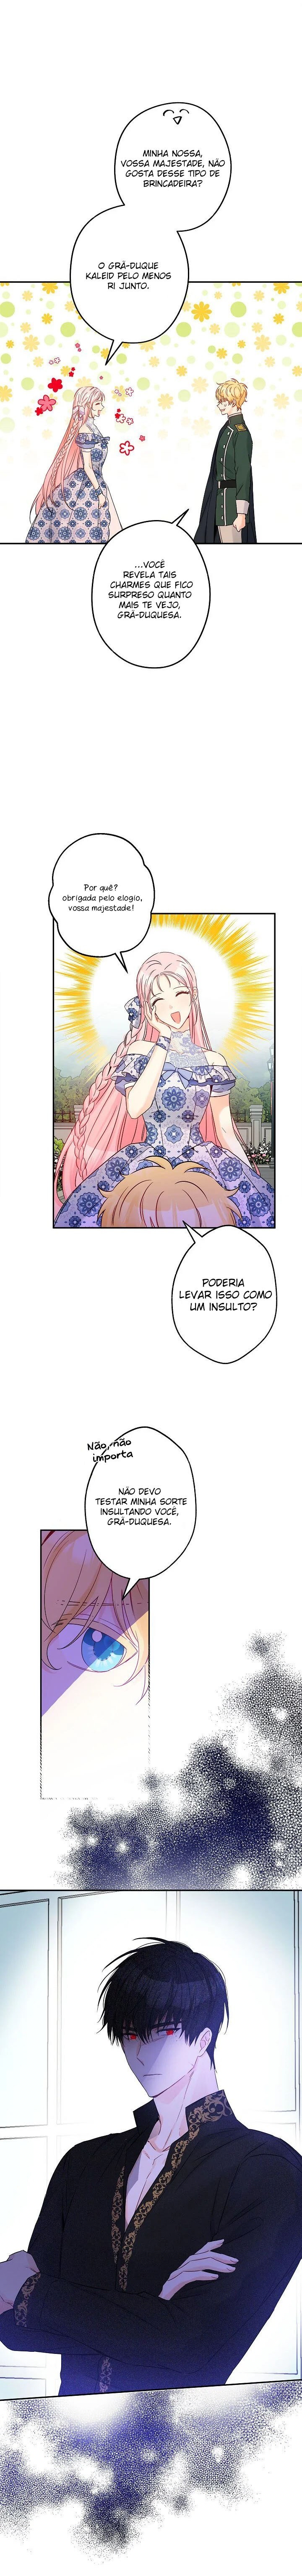 MINHA NOSSA,
VOSSA MAJESTADE, NÃO
GOSTA DESSE TIPO DE
BRINCADEIRA?
O GRÃ-DUQUE
KALEID PELO MENOS
RI JUNTO.
...VOCÊ
REVELA TAIS
CHARMES QUE FICO
SURPRESO QUANTO
MAIS TE VEJO,
GRÃ-DUQUESA.
Por quê?
obrigada pelo elogio,
vossa majestade!
PODERIA
LEVAR ISSO COMO
UM INSULTO?
Não, não
importa
NÃO DEVO
TESTAR MINHA SORTE
INSULTANDO VOCÊ,
GRÃ-DUQUESA.